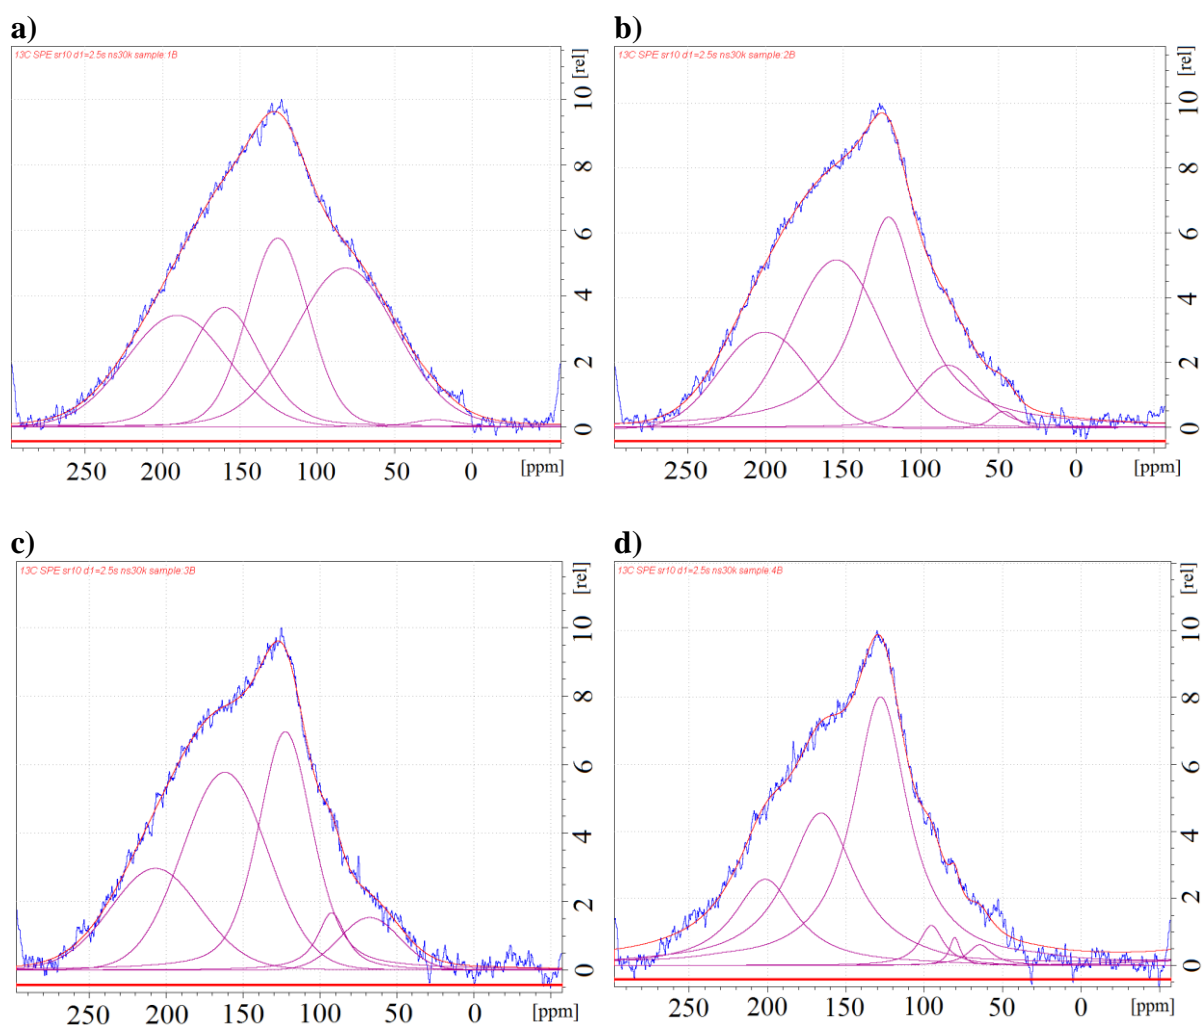 a)
13C SPE sr10 d1=2.5s ns30k sample:1B
[rel]
10
8
6
4
2
0
250 200 150 100 50 0 [ppm]
b)
13C SPE sr10 d1=2.5s ns30k sample:2B
[rel]
10
8
6
4
2
0
250 200 150 100 50 0 [ppm]
c)
13C SPE sr10 d1=2.5s ns30k sample:3B
[rel]
10
8
6
4
2
0
250 200 150 100 50 0 [ppm]
d)
13C SPE sr10 d1=2.5s ns30k sample:4B
[rel]
10
8
6
4
2
0
250 200 150 100 50 0 [ppm]